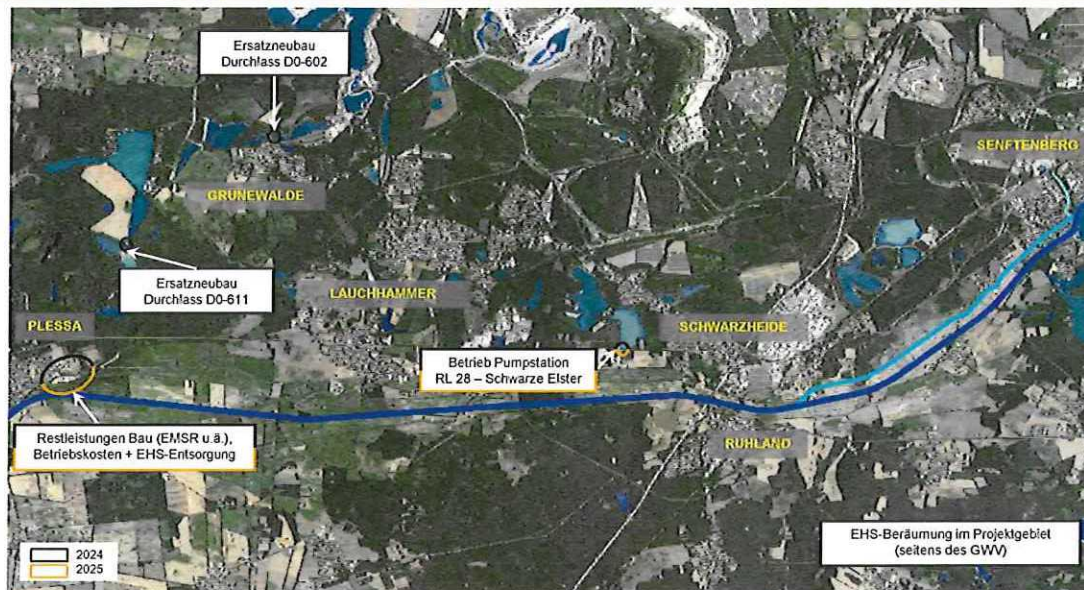 Ersatzneubau
Durchlass D0-602
SENFTENBERG
GRÜNEWALDE
Ersatzneubau
Durchlass D0-611
LAUCHHAMMER
PLESSA
SCHWARZHEIDE
Betrieb Pumpstation
RL 28 – Schwarze Elster
Restleistungen Bau (EMSR u.ä.),
Betriebskosten + EHS-Entsorgung
RUHLAND
EHS-Beräumung im Projektgebiet
(seitens des GWV)
2024
2025